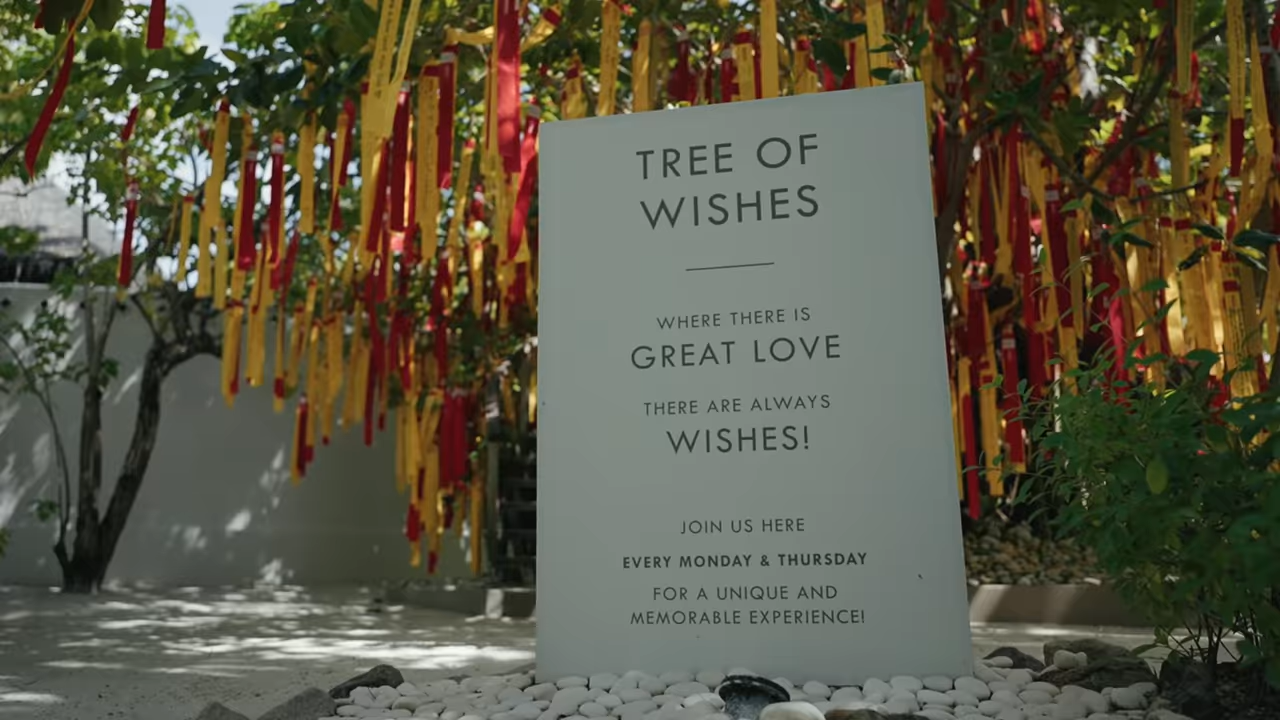 TREE OF
WISHES
WHERE THERE IS
GREAT LOVE
THERE ARE ALWAYS
WISHES!
JOIN US HERE
EVERY MONDAY & THURSDAY
FOR A UNIQUE AND
MEMORABLE EXPERIENCE!